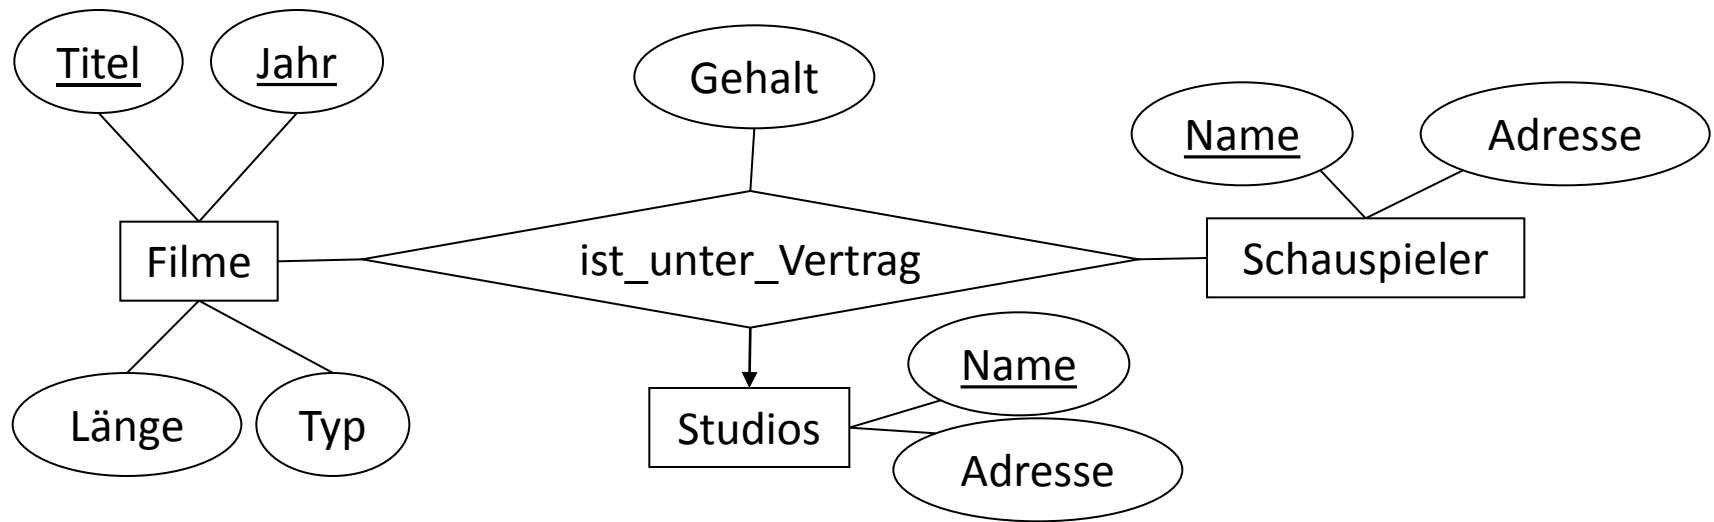 Titel
Jahr
Gehalt
Name
Adresse
Filme
ist_unter_Vertrag
Schauspieler
Name
Länge
Typ
Studios
Adresse